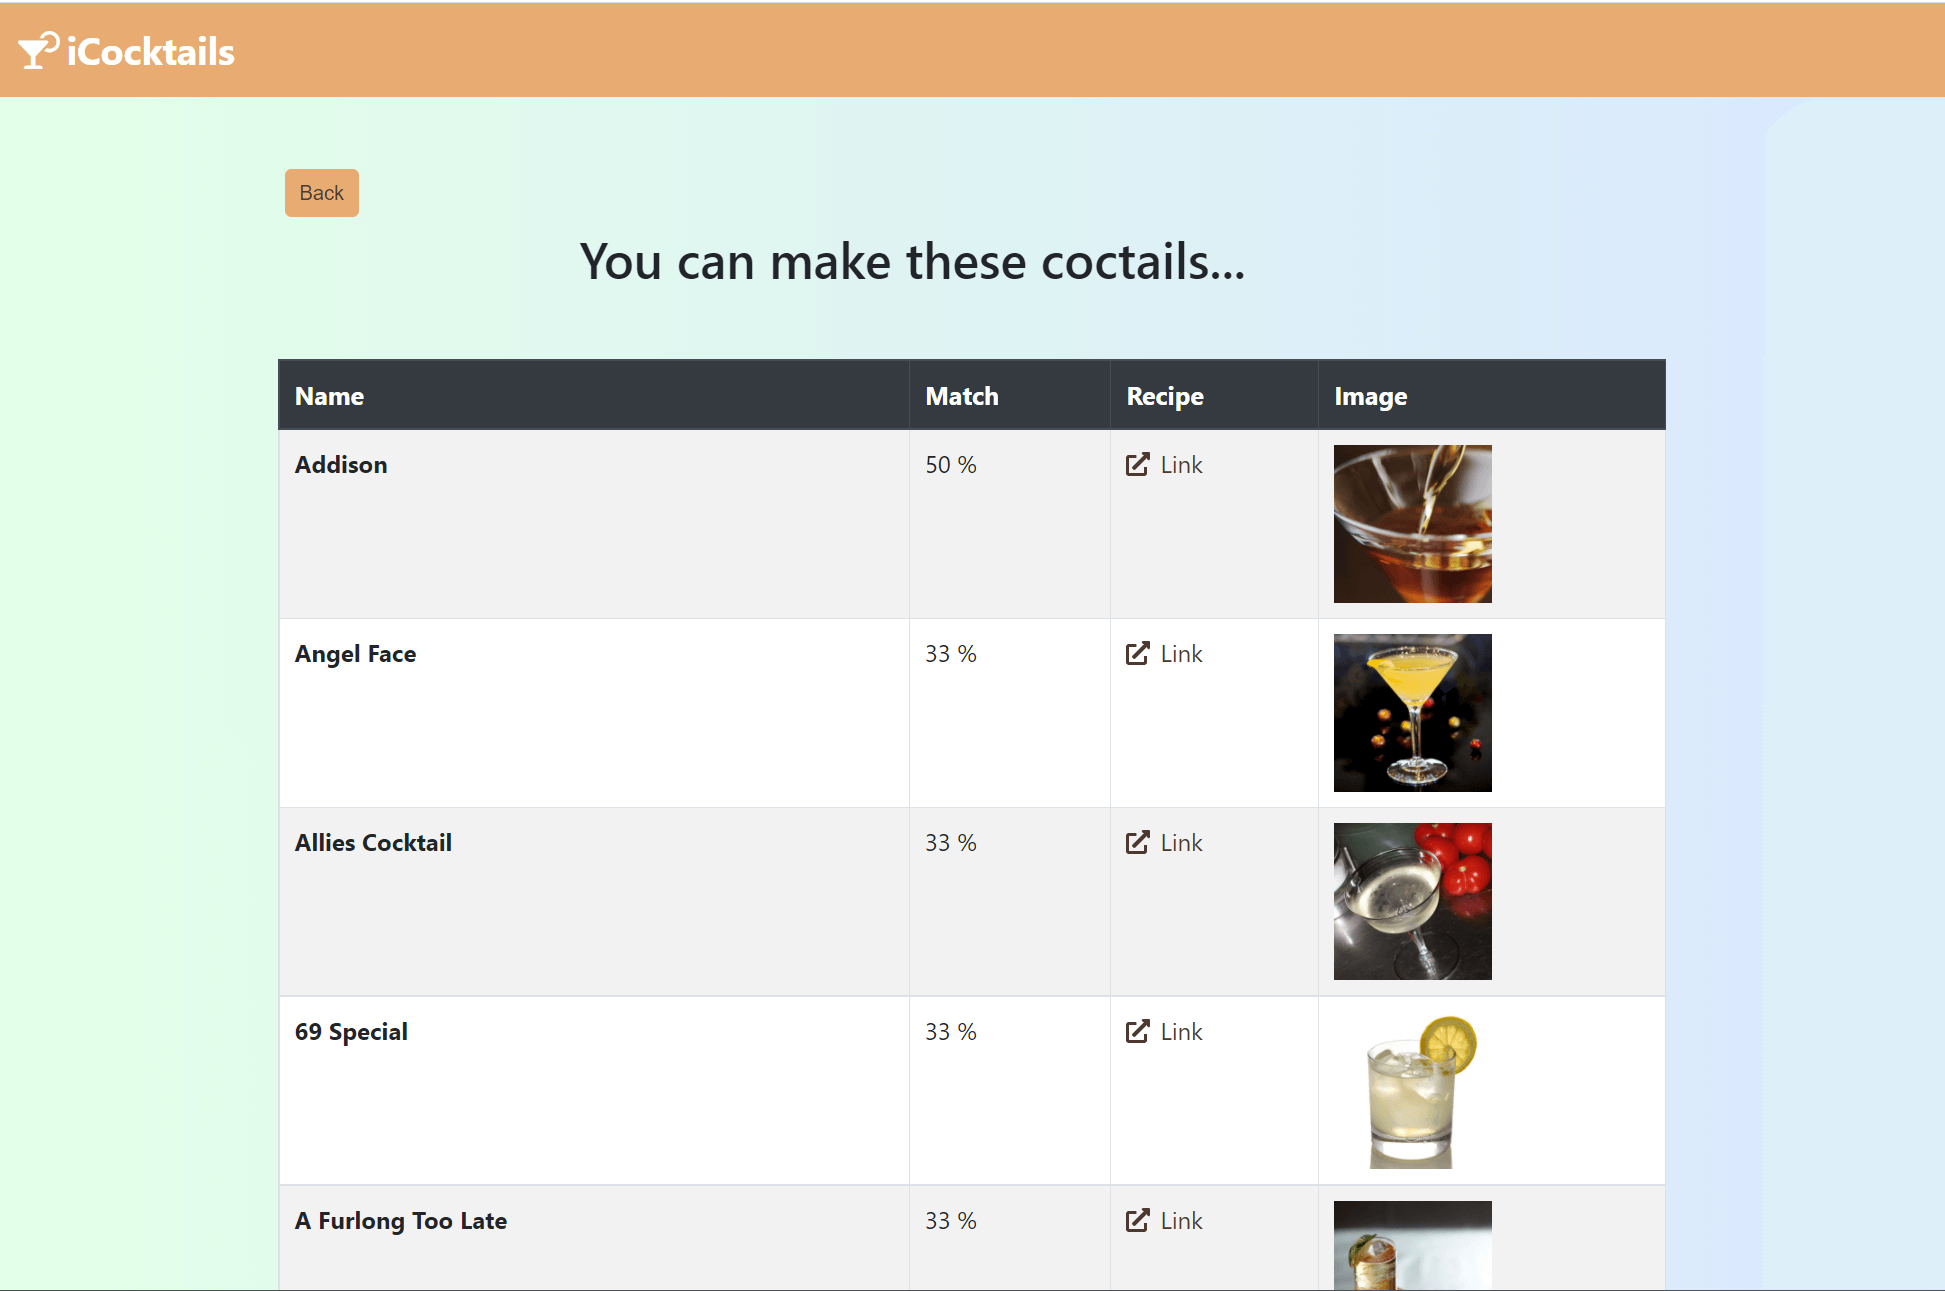 iCocktails
Back
You can make these coctails...
Name Match Recipe Image
Addison 50 % Link
Angel Face 33 % Link
Allies Cocktail 33 % Link
69 Special 33 % Link
A Furlong Too Late 33 % Link